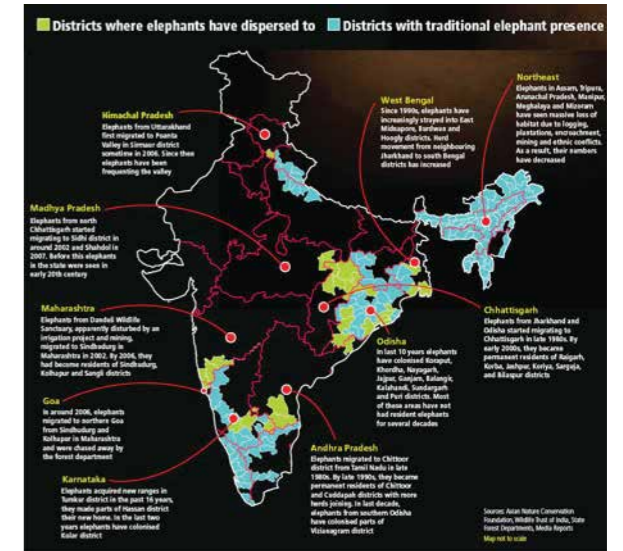 Districts where elephants have dispersed to
Districts with traditional elephant presence
Himachal Pradesh
Elephants from Uttarakhand
first migrated to Psanta
Valley in Sirmaur district
sometime in 2006. Since then
elephants have been
frequenting the valley
West Bengal
Since 1990s, elephants have
increasingly strayed into East
Midnapore, Bardwan and
Hoogly districts. Herd
movement from neighbouring
Jharkhand to south Bengal
districts has increased
Northeast
Elephants in Assam, Tripura,
Arunachal Pradesh, Manipur,
Meghalaya and Mizoram
have seen massive loss of
habitat due to logging,
plantations, encroachment,
mining and ethnic conflicts.
As a result, their numbers
have decreased
Madhya Pradesh
Elephants from north
Chhattisgarh started
migrating to Sidhi district in
around 2002 and Shahdol in
2007. Before this elephants
in the state were seen in
early 20th century
Maharashtra
Elephants from Dandeli Wildlife
Sanctuary, apparently disturbed by an
irrigation project and mining,
migrated to Sindhudurg in
Maharashtra in 2002. By 2006, they
had become residents of Sindudurg,
Kolhapur and Sangli districts
Chhattisgarh
Elephants from Jharkhand and
Odisha started migrating to
Chhattisgarh in late 1980s. By
early 2000s, they became
permanent residents of Raigarh,
Korba, Jashpur, Koriya, Sarguja,
and Bilaspur districts
Odisha
In last 10 years elephants
have colonised Koraput,
Khordha, Nayagarh,
Jajpur, Ganjam, Balangir,
Kalahandi, Sundargarh
and Puri districts. Most
of these areas have not
had resident elephants
for several decades
Goa
In around 2006, elephants
migrated to northern Goa
from Sindhudurg and
Kolhapur in Maharashtra
and were chased away by
the forest department
Andhra Pradesh
Elephants migrated to Chittoor
district from Tamil Nadu in late
1980s. By late 1990s, they became
permanent residents of Chittoor
and Cuddapah districts with more
herds joining. In last decade,
elephants from southern Odisha
have colonised parts of
Vizianagram district
Karnataka
Elephants acquired new ranges in
Tumkur district in the past 16 years,
they made parts of Hassan district
their new home. In the last two
years elephants have colonised
Kolar district
Sources: Asian Nature Conservation
Foundation, Wildlife Trust of India, State
Forest Departments, Media Reports
Map not to scale